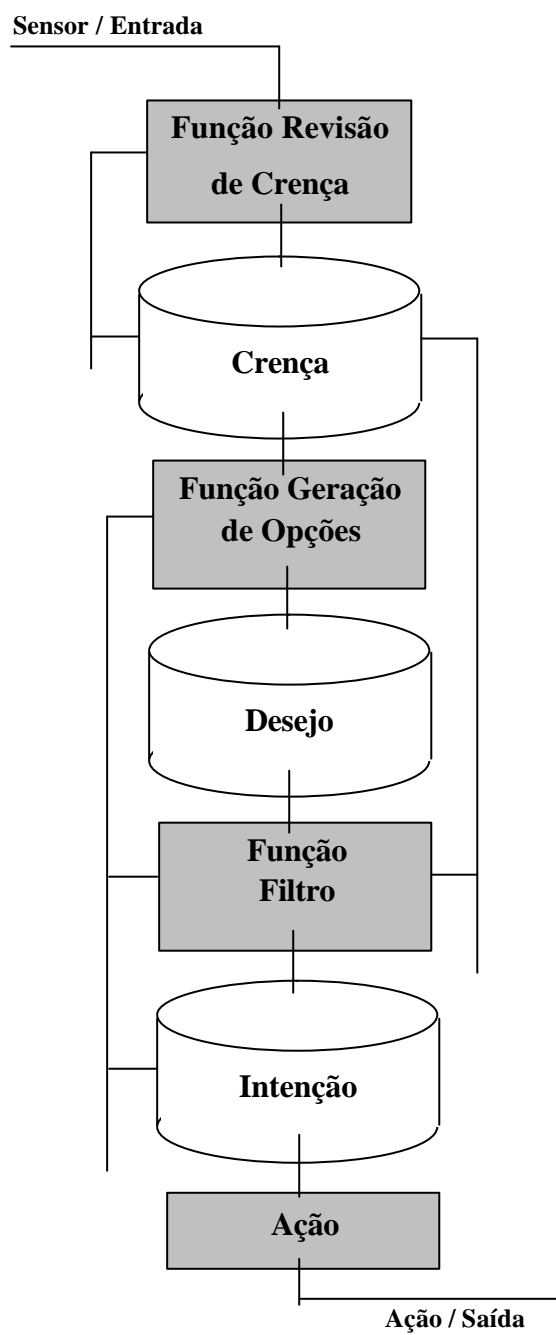 Sensor / Entrada
Função Revisão
de Crença
Crença
Função Geração
de Opções
Desejo
Função
Filtro
Intenção
Ação
Ação / Saída